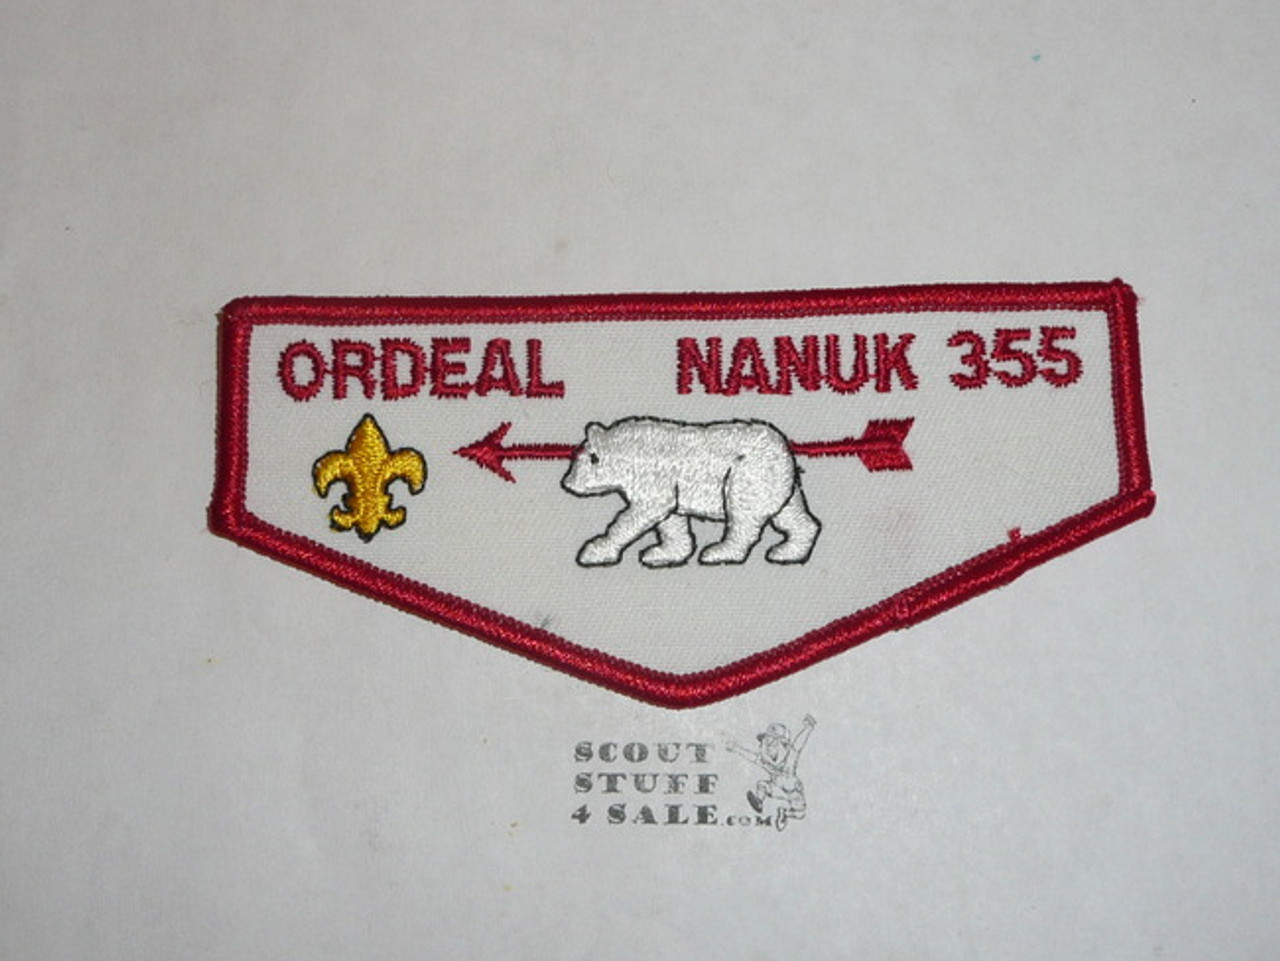 ORDEAL NANUK 355
SCOUT
STUFF
4 SALE.COM